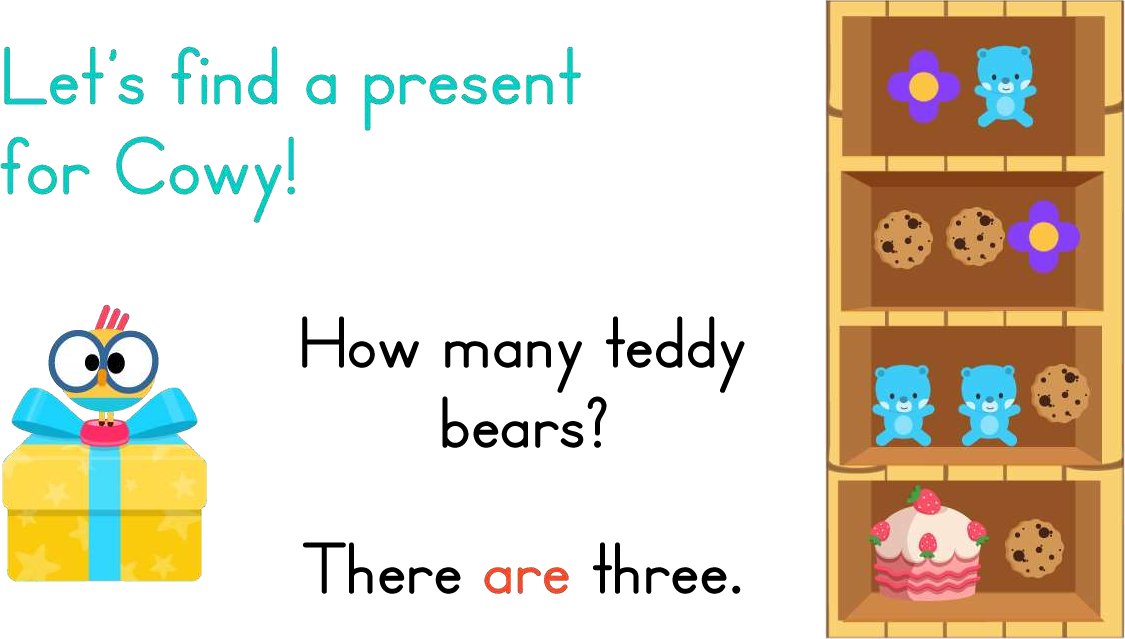 Let's find a present
for Cowy!
How many teddy
bears?
There are three.